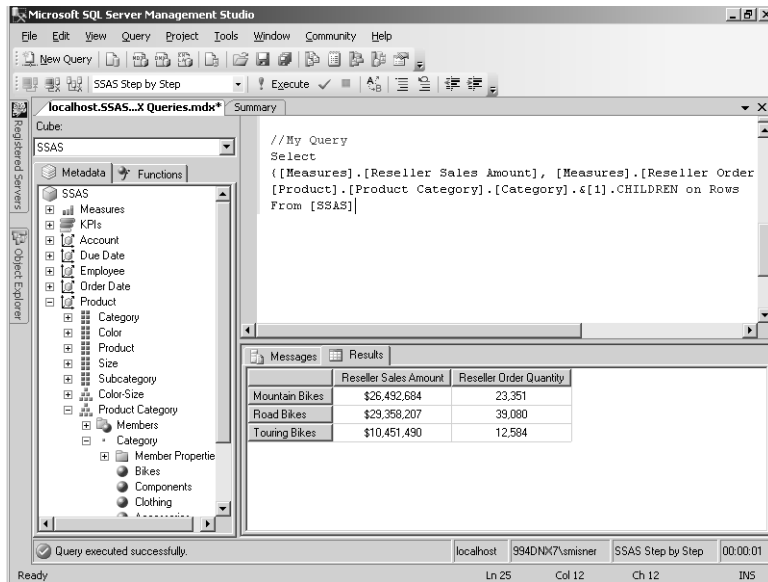 Microsoft SQL Server Management Studio
File Edit View Query Project Tools Window Community Help
New Query
SSAS Step by Step Execute
localhost.SSAS...X Queries.mdx* Summary
Registered Servers
Object Explorer
Cube:
SSAS
Metadata Functions
SSAS
Measures
KPIs
Account
Due Date
Employee
Order Date
Product
Category
Color
Product
Size
Subcategory
Color-Size
Product Category
Members
Category
Member Propertie
Bikes
Components
Clothing
//My Query
Select
{[Measures].[Reseller Sales Amount], [Measures].[Reseller Order
[Product].[Product Category].[Category].&[1].CHILDREN on Rows
From [SSAS]
Messages Results
Reseller Sales Amount Reseller Order Quantity
Mountain Bikes $26,492,684 23,351
Road Bikes $29,358,207 39,080
Touring Bikes $10,451,490 12,584
Query executed successfully. localhost 994DNX7\smisner SSAS Step by Step 00:00:01
Ready Ln 25 Col 12 Ch 12 INS